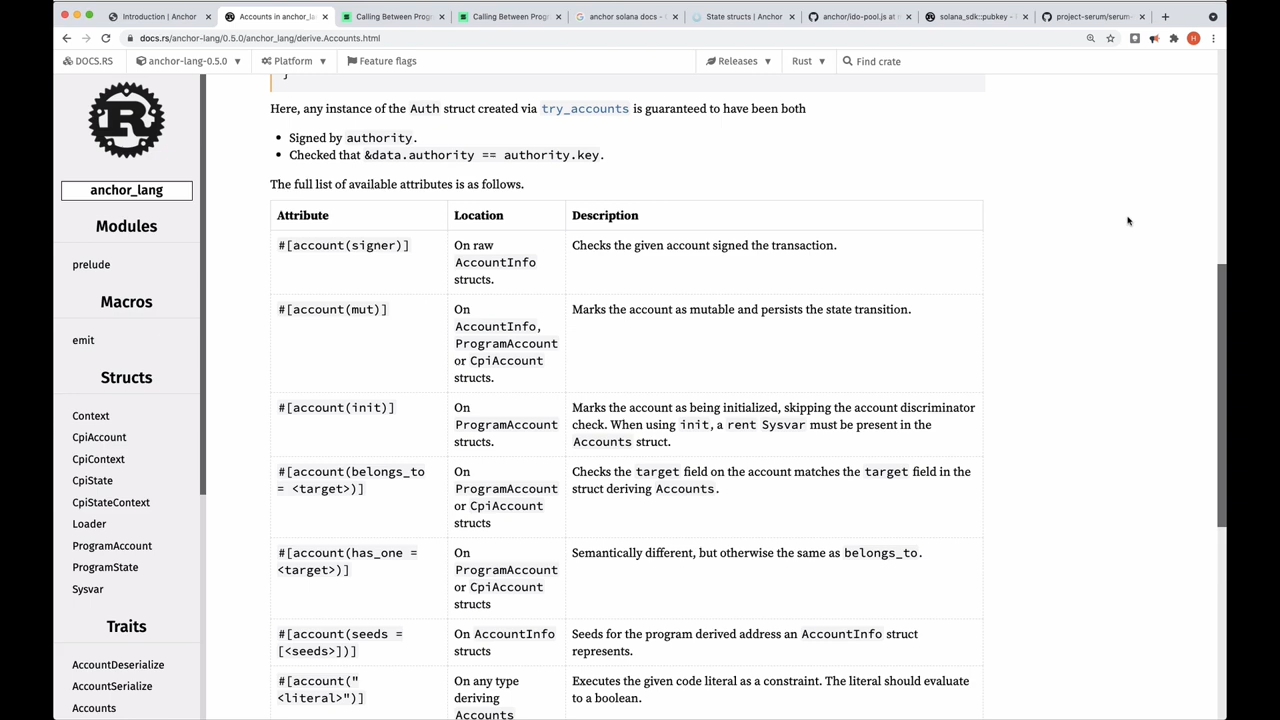 Introduction | Anchor
Accounts in anchor_lang
Calling Between Progra
Calling Between Progra
anchor solana docs -
State structs | Anchor
anchor/ido-pool.js at
solana_sdk::pubkey -
project-serum/serum-
docs.rs/anchor-lang/0.5.0/anchor_lang/derive.Accounts.html
H
DOCS.RS
anchor-lang-0.5.0
Platform
Feature flags
Releases
Rust
Find crate
R
anchor_lang
Modules
prelude
Macros
emit
Structs
Context
CpiAccount
CpiContext
CpiState
CpiStateContext
Loader
ProgramAccount
ProgramState
Sysvar
Traits
AccountDeserialize
AccountSerialize
Accounts
}
Here, any instance of the Auth struct created via try_accounts is guaranteed to have been both
• Signed by authority.
• Checked that &data.authority == authority.key.
The full list of available attributes is as follows.
Attribute Location Description
#[account(signer)]
On raw
AccountInfo
structs.
Checks the given account signed the transaction.
#[account(mut)]
On
AccountInfo,
ProgramAccount
or CpiAccount
structs.
Marks the account as mutable and persists the state transition.
#[account(init)]
On
ProgramAccount
structs.
Marks the account as being initialized, skipping the account discriminator
check. When using init, a rent Sysvar must be present in the
Accounts struct.
#[account(belongs_to
= <target>)]
On
ProgramAccount
or CpiAccount
structs
Checks the target field on the account matches the target field in the
struct deriving Accounts.
#[account(has_one =
<target>)]
On
ProgramAccount
or CpiAccount
structs
Semantically different, but otherwise the same as belongs_to.
#[account(seeds =
[<seeds>])]
On AccountInfo
structs
Seeds for the program derived address an AccountInfo struct
represents.
#[account("
<literal>")]
On any type
deriving
Accounts
Executes the given code literal as a constraint. The literal should evaluate
to a boolean.